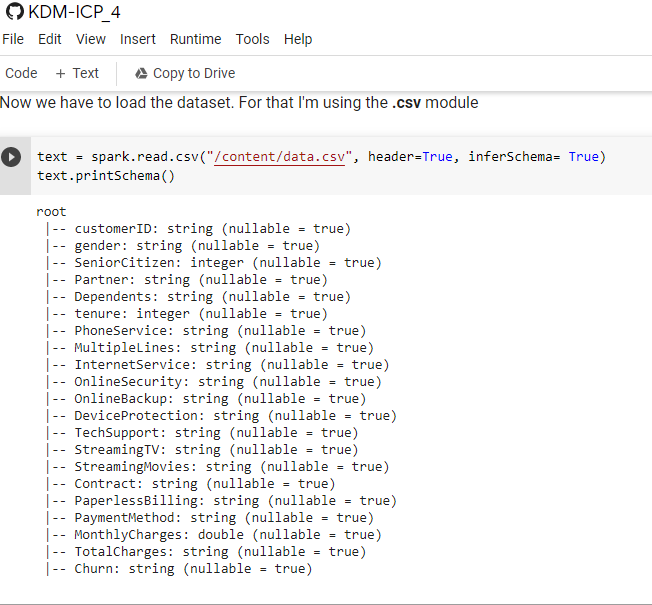 KDM-ICP_4
File Edit View Insert Runtime Tools Help
Code + Text Copy to Drive
Now we have to load the dataset. For that I'm using the .csv module
text = spark.read.csv("/content/data.csv", header=True, inferSchema= True)
text.printSchema()
root
|-- customerID: string (nullable = true)
|-- gender: string (nullable = true)
|-- SeniorCitizen: integer (nullable = true)
|-- Partner: string (nullable = true)
|-- Dependents: string (nullable = true)
|-- tenure: integer (nullable = true)
|-- PhoneService: string (nullable = true)
|-- MultipleLines: string (nullable = true)
|-- InternetService: string (nullable = true)
|-- OnlineSecurity: string (nullable = true)
|-- OnlineBackup: string (nullable = true)
|-- DeviceProtection: string (nullable = true)
|-- TechSupport: string (nullable = true)
|-- StreamingTV: string (nullable = true)
|-- StreamingMovies: string (nullable = true)
|-- Contract: string (nullable = true)
|-- PaperlessBilling: string (nullable = true)
|-- PaymentMethod: string (nullable = true)
|-- MonthlyCharges: double (nullable = true)
|-- TotalCharges: string (nullable = true)
|-- Churn: string (nullable = true)